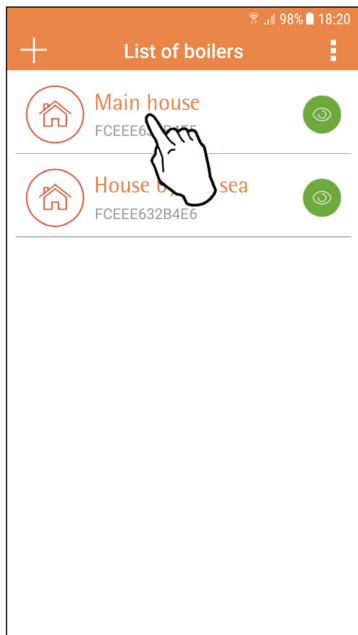 98% 18:20
List of boilers
Main house
House sea
FCEEE632B4E6